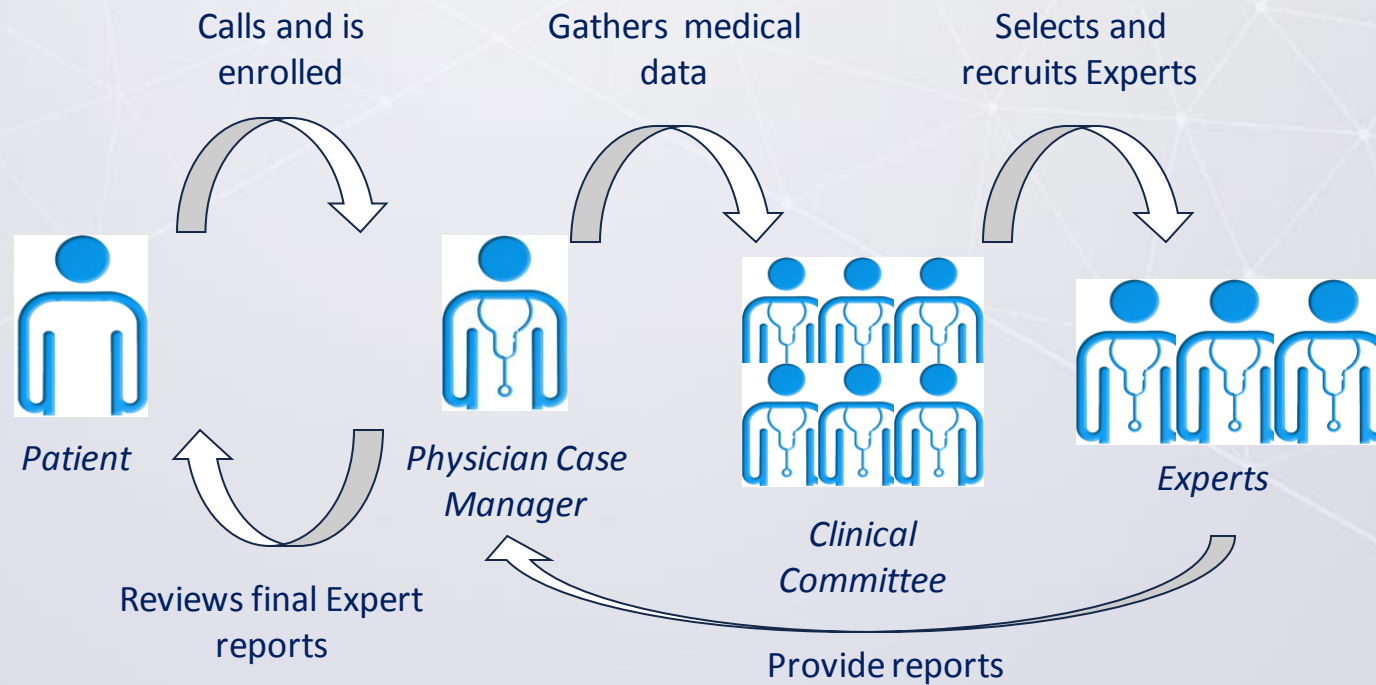 Calls and is
enrolled
Gathers medical
data
Selects and
recruits Experts
Patient
Physician Case
Manager
Clinical
Committee
Experts
Reviews final Expert
reports
Provide reports